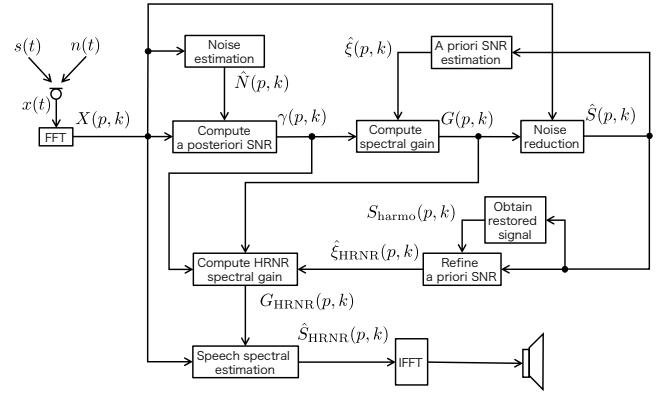 s(t)
n(t)
x(t)
FFT
X(p, k)
Noise
estimation
N̂(p, k)
Compute
a posteriori SNR
γ(p, k)
ξ̂(p, k)
A priori SNR
estimation
Compute
spectral gain
G(p, k)
Noise
reduction
Ŝ(p, k)
S_harmo(p, k)
Obtain
restored
signal
Compute HRNR
spectral gain
ξ̂_HRNR(p, k)
Refine
a priori SNR
G_HRNR(p, k)
Speech spectral
estimation
Ŝ_HRNR(p, k)
IFFT